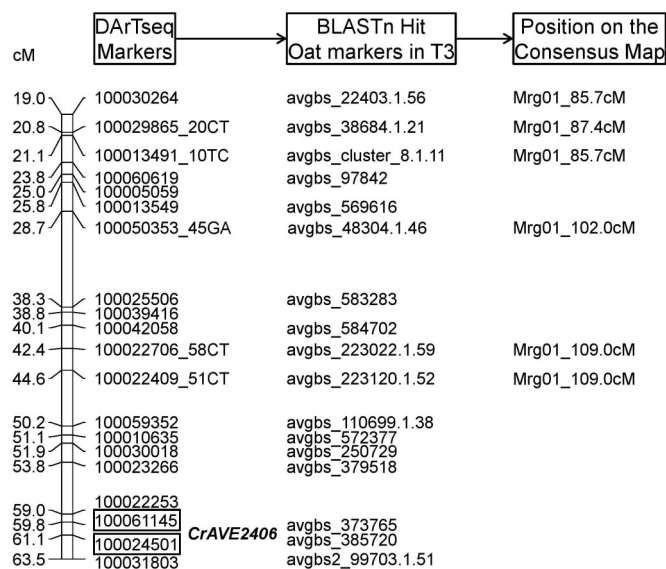 DArTseq Markers
BLASTn Hit Oat markers in T3
Position on the Consensus Map
cM
19.0 100030264 avgbs_22403.1.56 Mrg01_85.7cM
20.8 100029865_20CT avgbs_38684.1.21 Mrg01_87.4cM
21.1 100013491_10TC avgbs_cluster_8.1.11 Mrg01_85.7cM
23.8 100060619 avgbs_97842
25.0 100005059
25.8 100013549 avgbs_569616
28.7 100050353_45GA avgbs_48304.1.46 Mrg01_102.0cM
38.3 100025506 avgbs_583283
38.8 100039416
40.1 100042058 avgbs_584702
42.4 100022706_58CT avgbs_223022.1.59 Mrg01_109.0cM
44.6 100022409_51CT avgbs_223120.1.52 Mrg01_109.0cM
50.2 100059352 avgbs_110699.1.38
51.1 100010635 avgbs_572377
51.9 100030018 avgbs_250729
53.8 100023266 avgbs_379518
59.0 100022253
59.8 100061145 avgbs_373765
CrAVE2406
61.1 100024501 avgbs_385720
63.5 100031803 avgbs2_99703.1.51